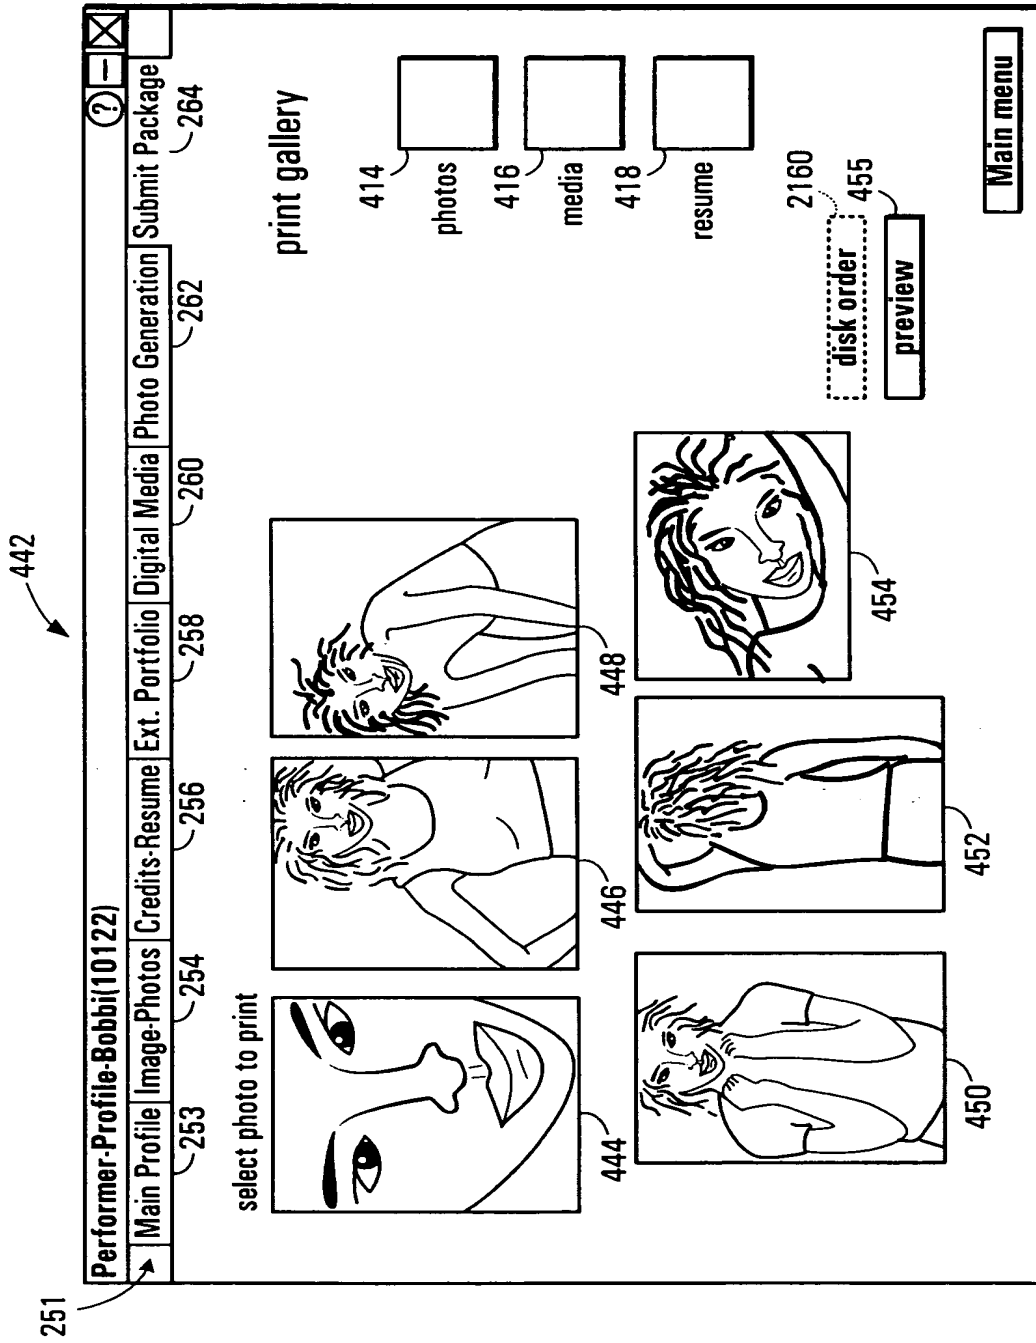 442
251
Performer-Profile-Bobbi(10122)
?
Main Profile
Image-Photos
Credits-Resume
Ext. Portfolio
Digital Media
Photo Generation
Submit Package
253
254
256
258
260
262
264
select photo to print
print gallery
444
446
448
414
photos
416
media
418
resume
450
452
454
disk order
2160
preview
455
Main menu